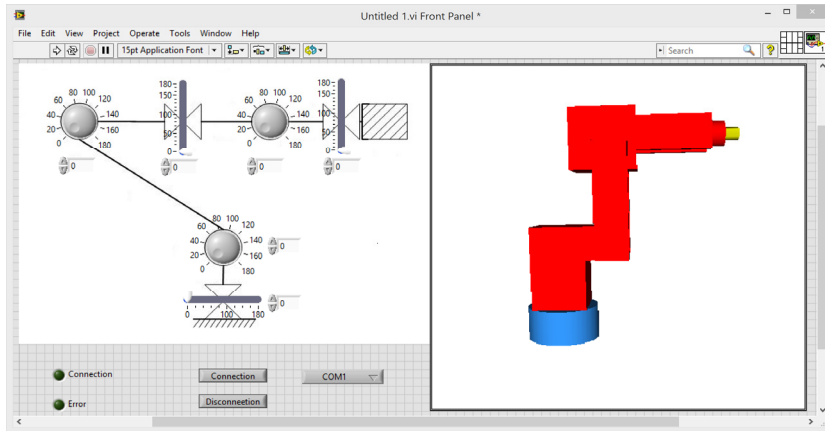 Untitled 1.vi Front Panel *
File Edit View Project Operate Tools Window Help
15pt Application Font
Search
?
1
0 20 40 60 80 100 120 140 160 180
0
0- 50- 100- 150- 180-
0
0 20 40 60 80 100 120 140 160 180
0
0- 50- 100- 150- 180-
0
0 20 40 60 80 100 120 140 160 180
0
0 100 180
0
Connection
Connection
COM1
Error
Disconneetion